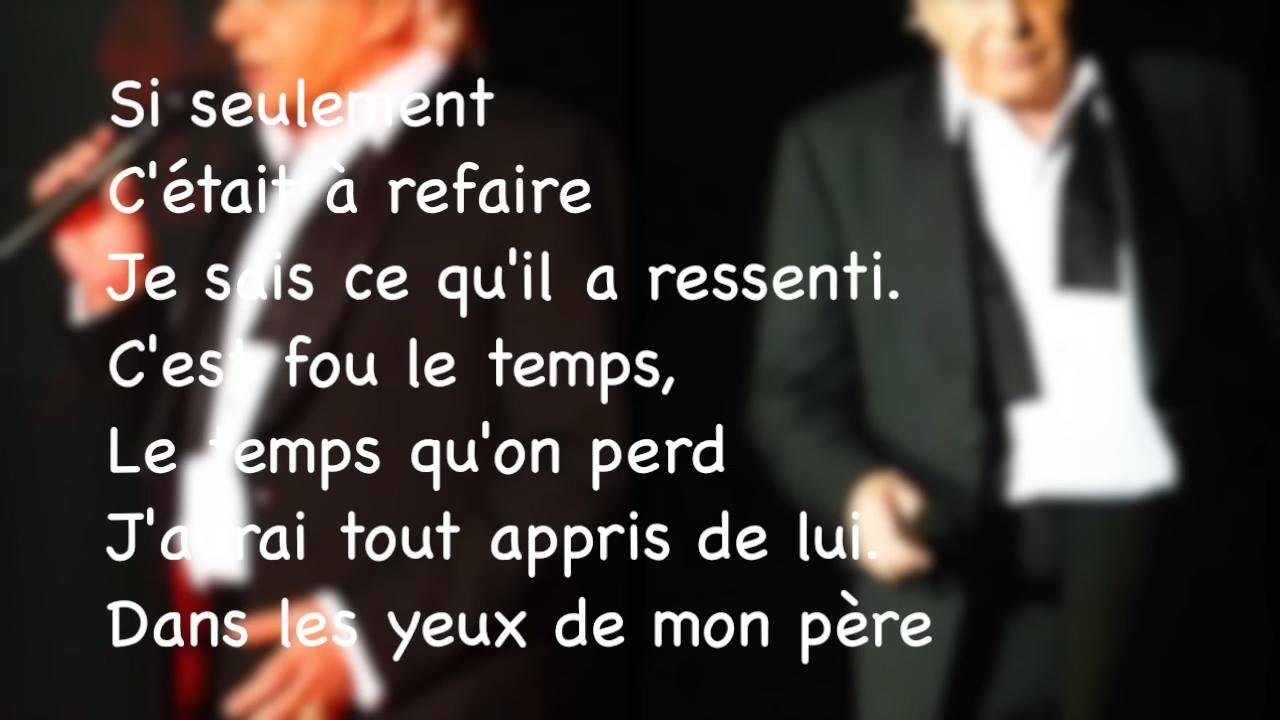 Si seulement
C'était à refaire
Je sais ce qu'il a ressenti.
C'est fou le temps,
Le temps qu'on perd
J'aurai tout appris de lui.
Dans les yeux de mon père